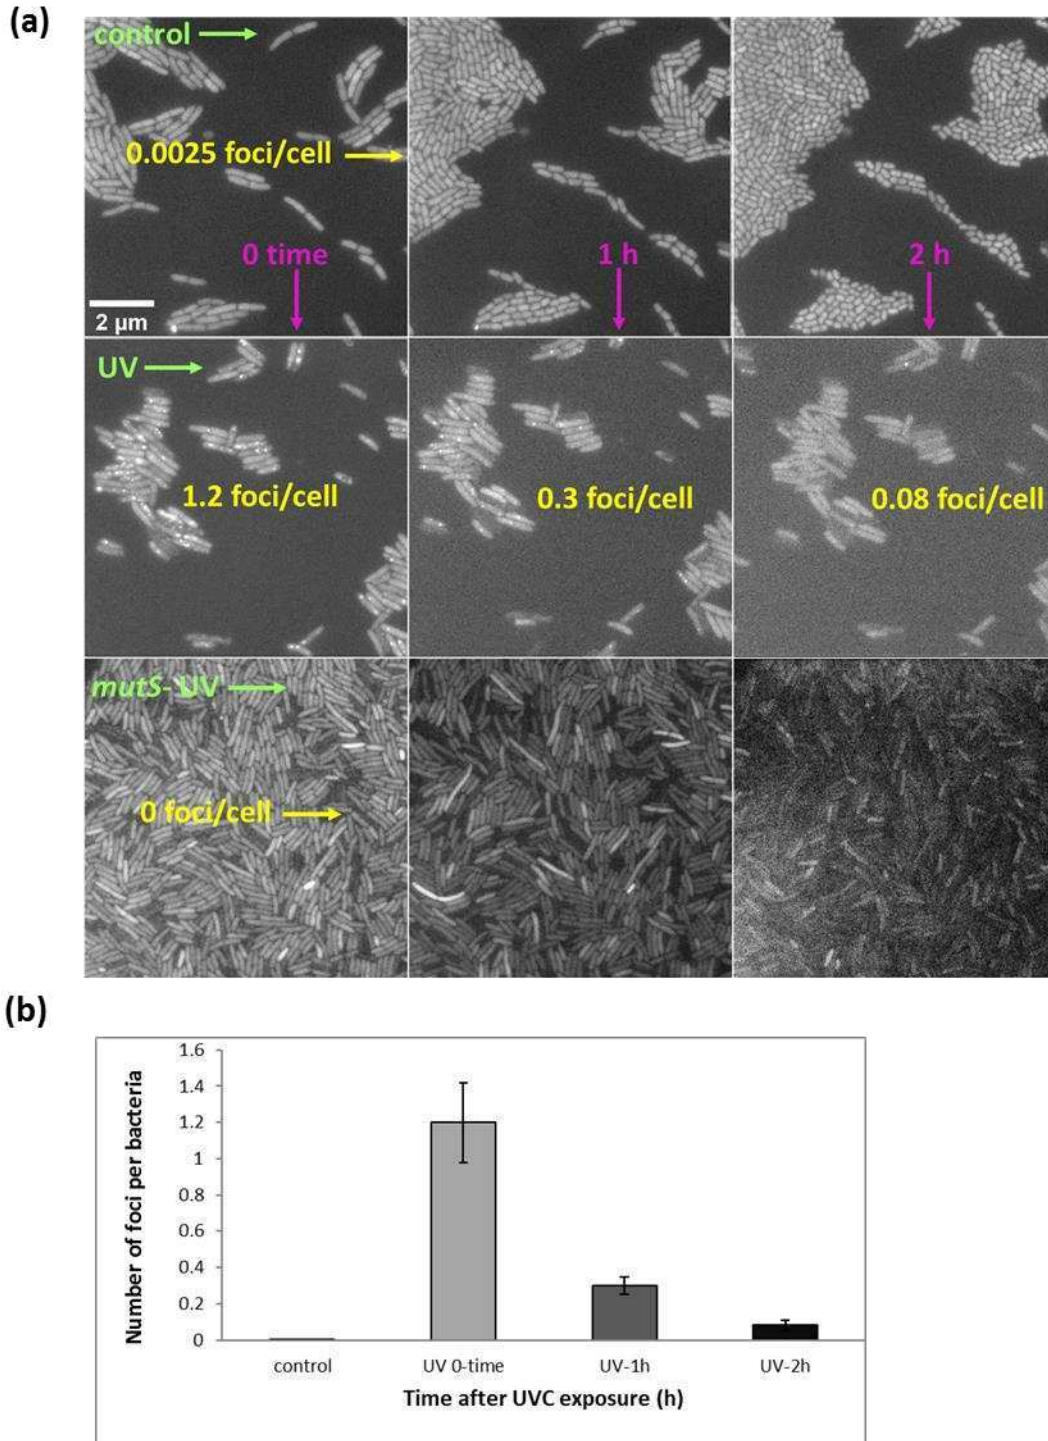 (a)
control
0.0025 foci/cell
0 time
1 h
2 h
2 µm
UV
1.2 foci/cell
0.3 foci/cell
0.08 foci/cell
mutS- UV
0 foci/cell
(b)
Number of foci per bacteria
1.6
1.4
1.2
1
0.8
0.6
0.4
0.2
0
control
UV 0-time
UV-1h
UV-2h
Time after UVC exposure (h)